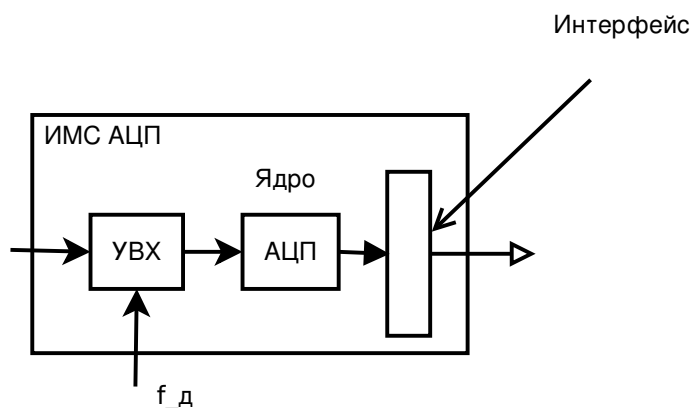 Интерфейс
ИМС АЦП
Ядро
УВХ
АЦП
f_д